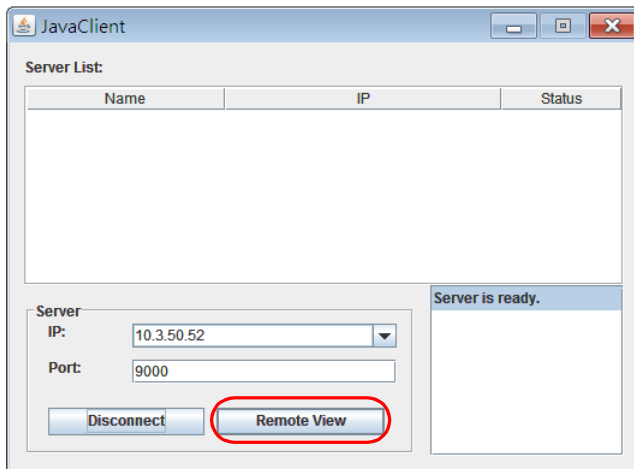 JavaClient
Server List:
Name IP Status
Server is ready.
Server
IP: 10.3.50.52
Port: 9000
Disconnect Remote View